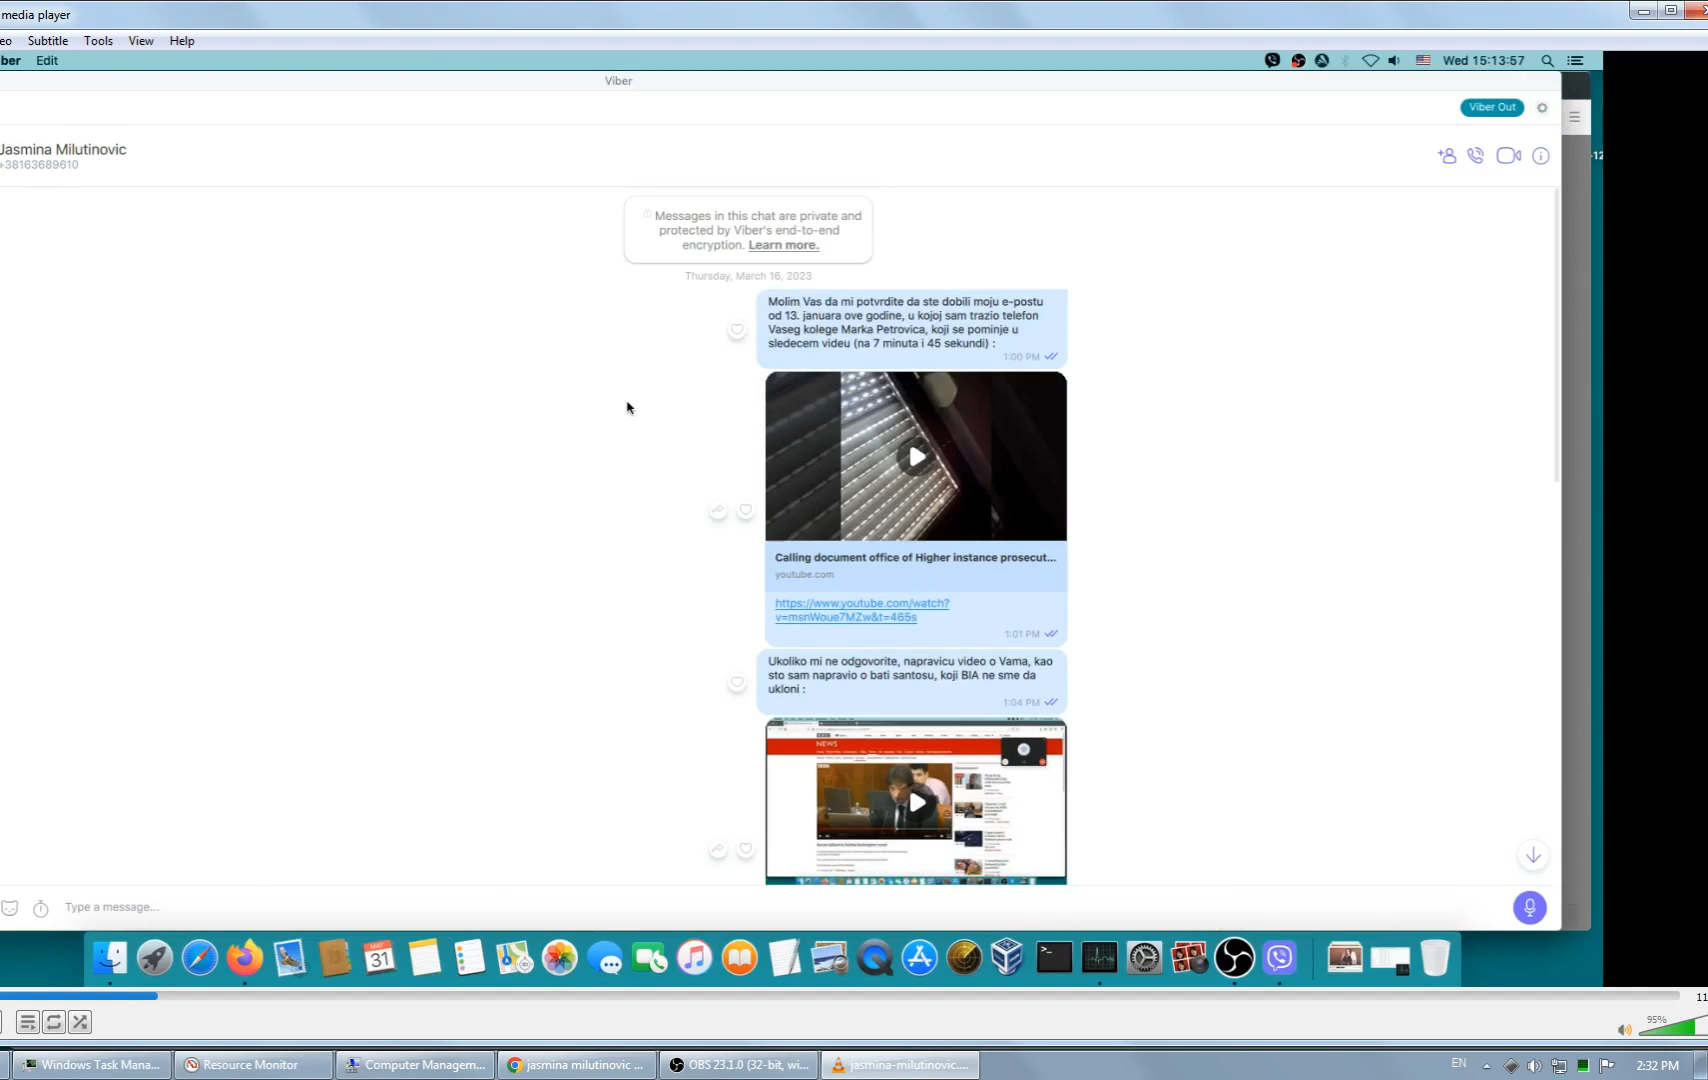 media player
eo Subtitle Tools View Help
ber Edit
Wed 15:13:57
Viber
Viber Out
Jasmina Milutinovic
+38163689610
-12
Messages in this chat are private and
protected by Viber's end-to-end
encryption. Learn more.
Thursday, March 16, 2023
Molim Vas da mi potvrdite da ste dobili moju e-postu
od 13. januara ove godine, u kojoj sam trazio telefon
Vaseg kolege Marka Petrovica, koji se pominje u
sledecem videu (na 7 minuta i 45 sekundi) :
1:00 PM
Calling document office of Higher instance prosecut...
youtube.com
https://www.youtube.com/watch?
v=msnWoue7MZw&t=465s
1:01 PM
Ukoliko mi ne odgovorite, napravicu video o Vama, kao
sto sam napravio o bati santosu, koji BIA ne sme da
ukloni :
1:04 PM
NEWS
Type a message...
MAY
31
11
95%
Windows Task Mana...
Resource Monitor
Computer Managem...
jasmina milutinovic ...
OBS 23.1.0 (32-bit, wi...
jasmina-milutinovic....
EN
2:32 PM